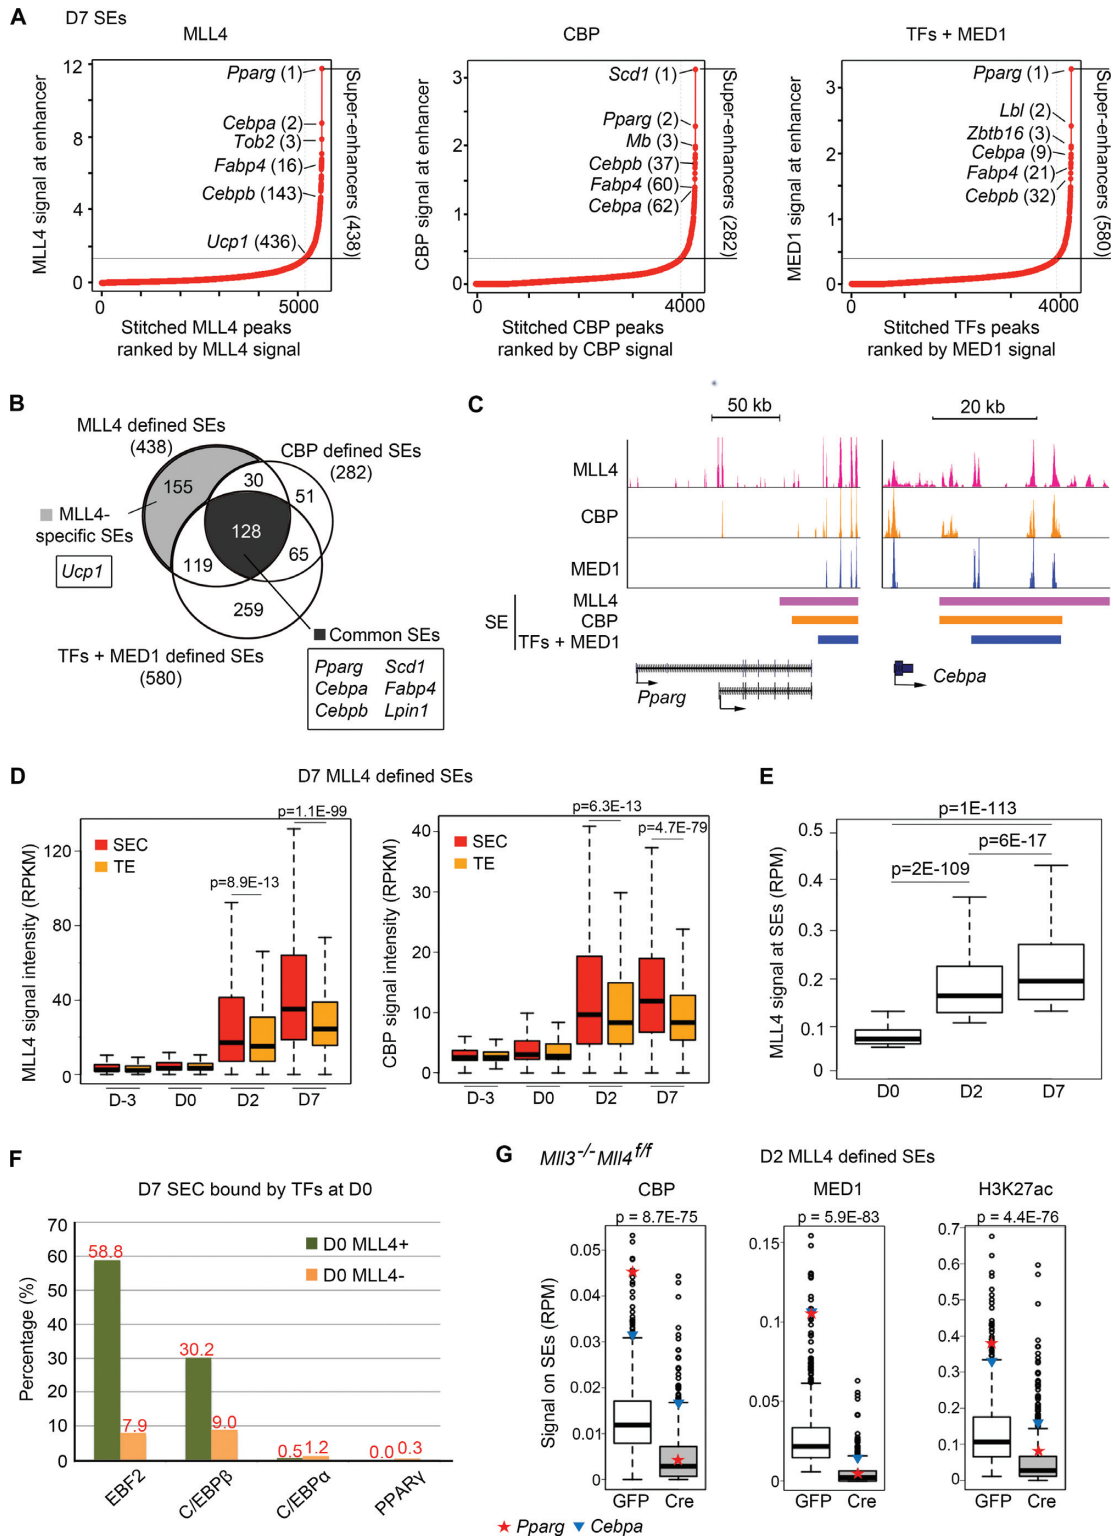 A
D7 SEs
MLL4
CBP
TFs + MED1
MLL4 signal at enhancer
12
8
4
0
Pparg (1)
Cebpa (2)
Tob2 (3)
Fabp4 (16)
Cebpb (143)
Ucp1 (436)
Super-enhancers (438)
0
5000
Stitched MLL4 peaks
ranked by MLL4 signal
CBP signal at enhancer
3
2
1
0
Scd1 (1)
Pparg (2)
Mb (3)
Cebpb (37)
Fabp4 (60)
Cebpa (62)
Super-enhancers (282)
0
4000
Stitched CBP peaks
ranked by CBP signal
MED1 signal at enhancer
3
2
1
0
Pparg (1)
Lbl (2)
Zbtb16 (3)
Cebpa (9)
Fabp4 (21)
Cebpb (32)
Super-enhancers (580)
0
4000
Stitched TFs peaks
ranked by MED1 signal
B
MLL4 defined SEs
(438)
CBP defined SEs
(282)
155
30
51
128
119
65
259
MLL4-
specific SEs
Ucp1
Common SEs
TFs + MED1 defined SEs
(580)
Pparg Scd1
Cebpa Fabp4
Cebpb Lpin1
C
50 kb
20 kb
MLL4
CBP
MED1
SE
MLL4
CBP
TFs + MED1
Pparg
Cebpa
D
D7 MLL4 defined SEs
MLL4 signal intensity (RPKM)
120
80
40
0
SEC
TE
p=1.1E-99
p=8.9E-13
D-3
D0
D2
D7
CBP signal intensity (RPKM)
40
30
20
10
0
SEC
TE
p=6.3E-13
p=4.7E-79
D-3
D0
D2
D7
E
MLL4 signal at SEs (RPM)
0.5
0.4
0.3
0.2
0.1
0
p=1E-113
p=6E-17
p=2E-109
D0
D2
D7
F
D7 SEC bound by TFs at D0
Percentage (%)
70
60
50
40
30
20
10
0
D0 MLL4+
D0 MLL4-
58.8
7.9
30.2
9.0
0.5
1.2
0.0
0.3
EBF2
C/EBPβ
C/EBPα
PPARγ
G
Mll3-/-Mll4f/f
D2 MLL4 defined SEs
CBP
MED1
H3K27ac
p = 8.7E-75
p = 5.9E-83
p = 4.4E-76
Signal on SEs (RPM)
0.05
0.04
0.03
0.02
0.01
0
GFP
Cre
0.15
0.1
0.05
0
GFP
Cre
0.7
0.6
0.5
0.4
0.3
0.2
0.1
0
GFP
Cre
Pparg
Cebpa